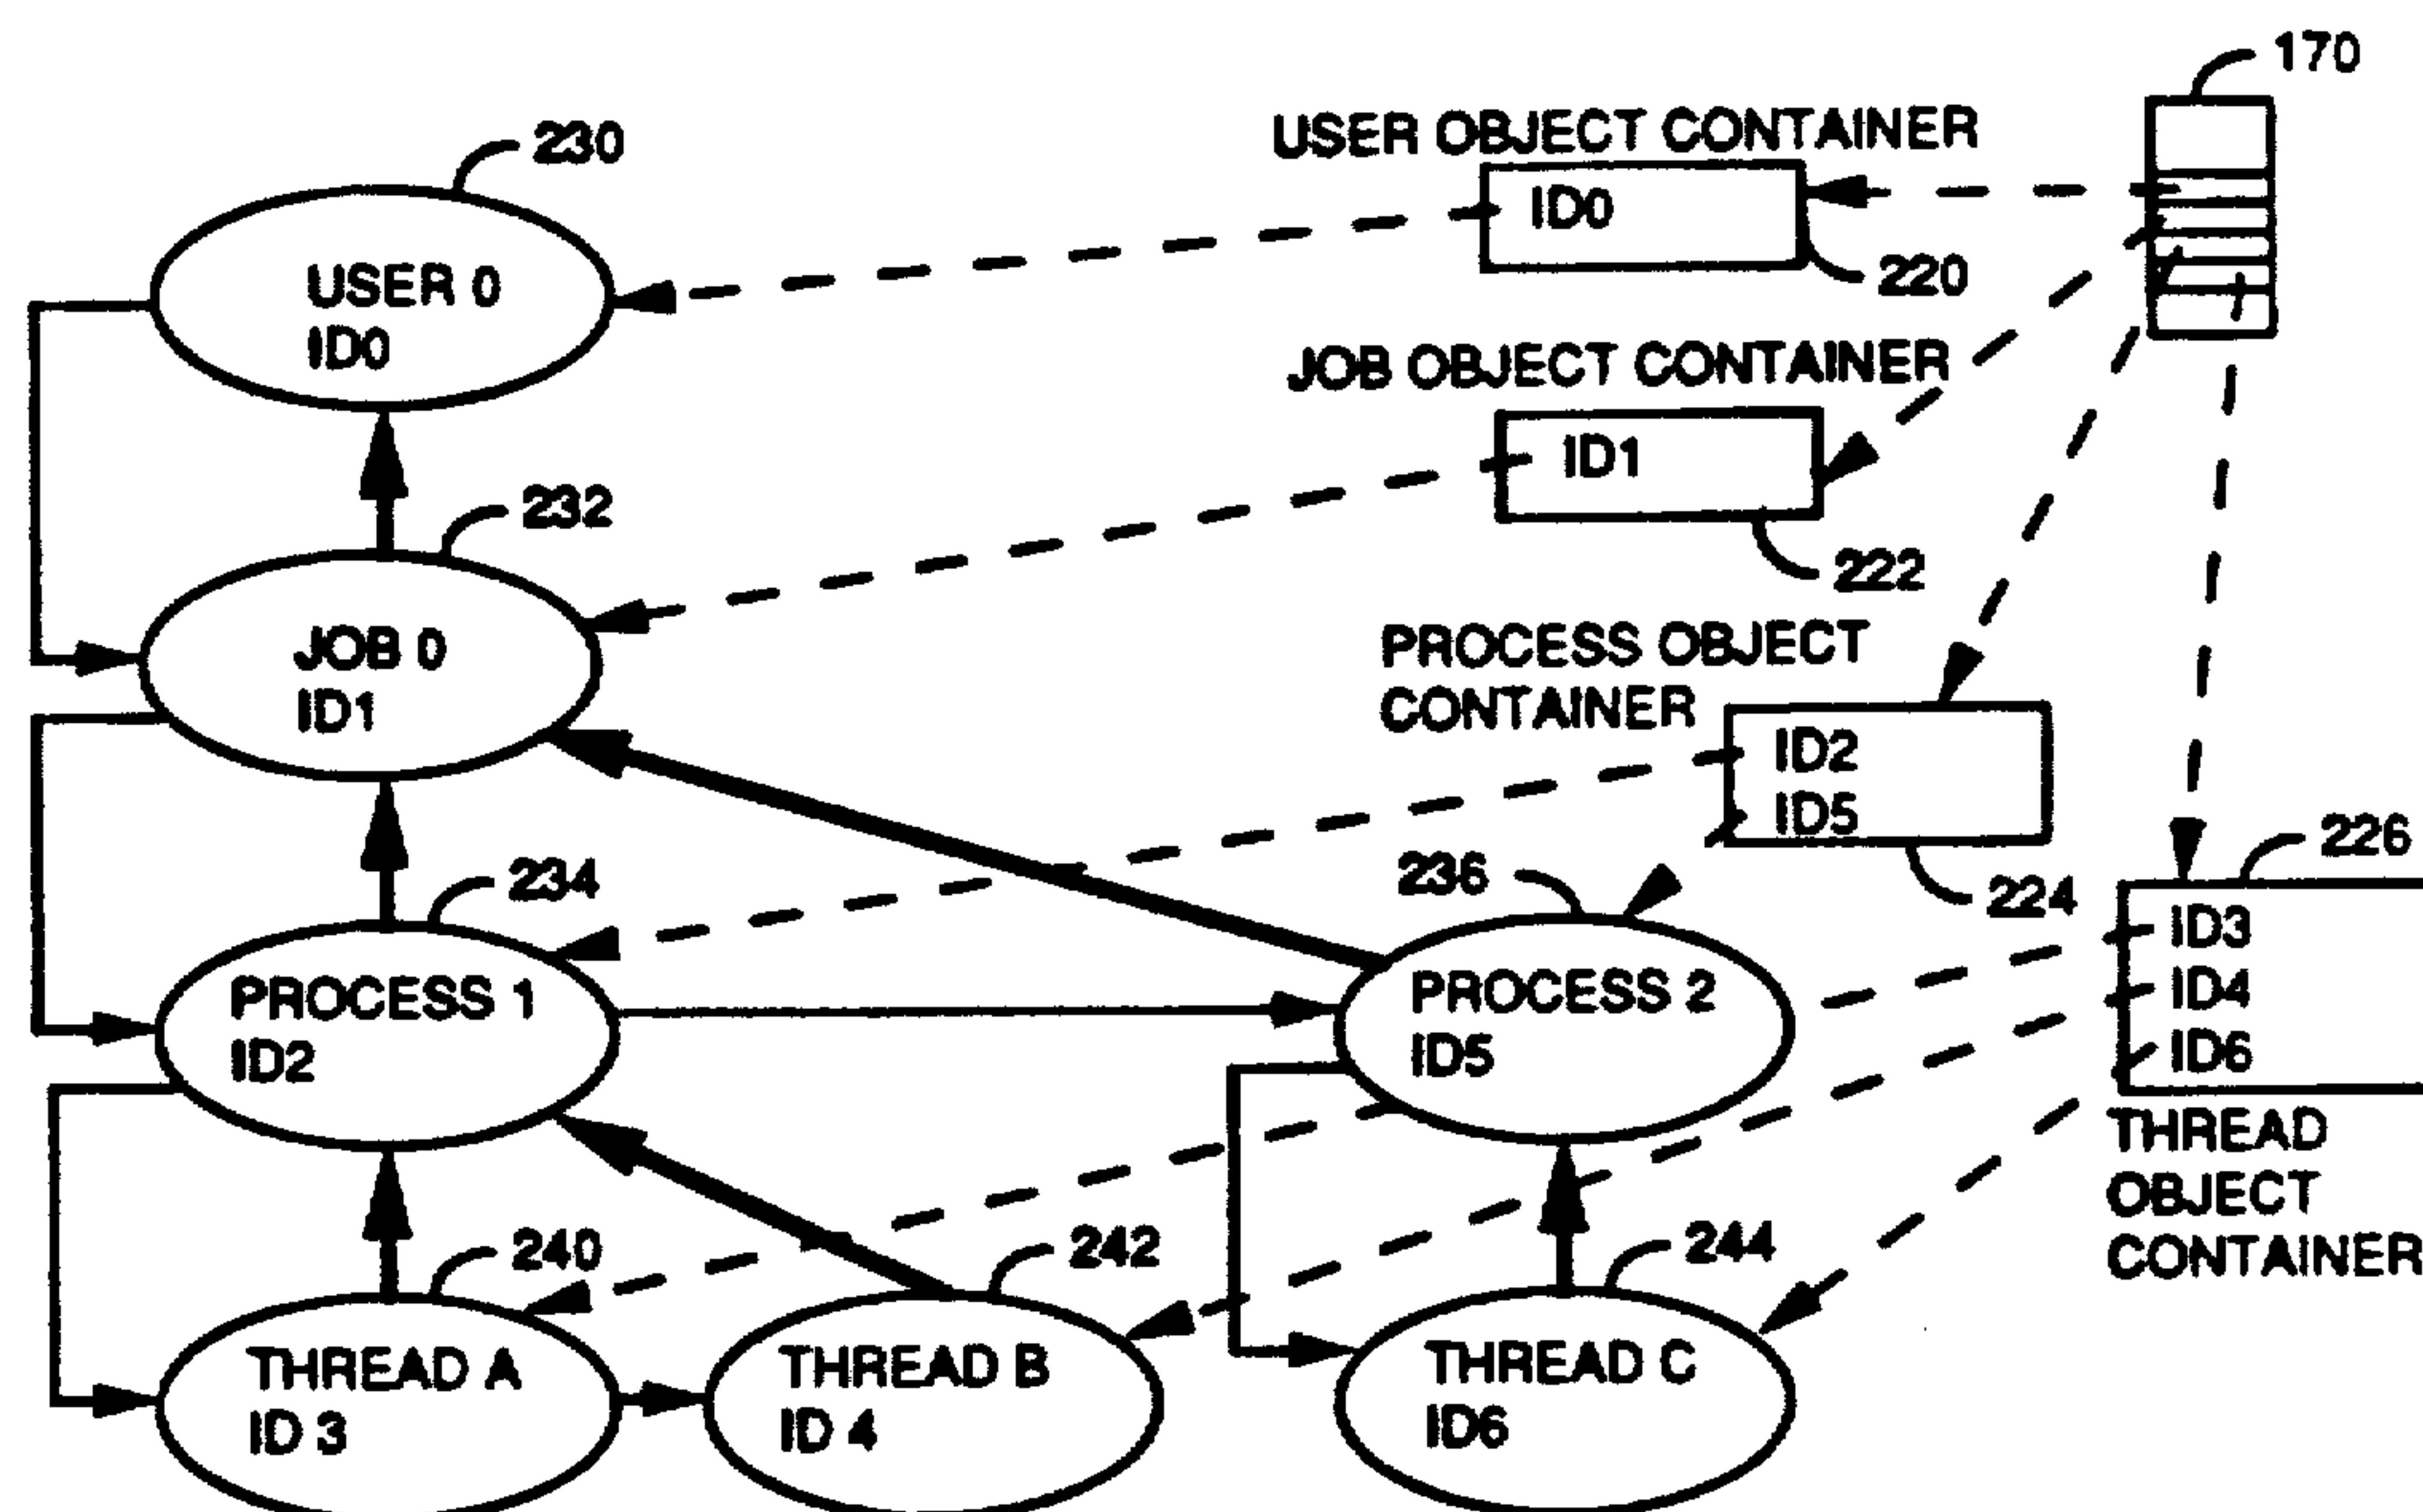 170
USER OBJECT CONTAINER
230
ID0
220
USER 0
ID0
JOB OBJECT CONTAINER
ID1
232
222
PROCESS OBJECT
CONTAINER
JOB 0
ID1
ID2
ID5
226
234
236
224
ID3
ID4
ID6
PROCESS 1
ID2
PROCESS 2
ID5
THREAD
OBJECT
CONTAINER
240
242
244
THREAD A
ID 3
THREAD B
ID 4
THREAD C
ID6